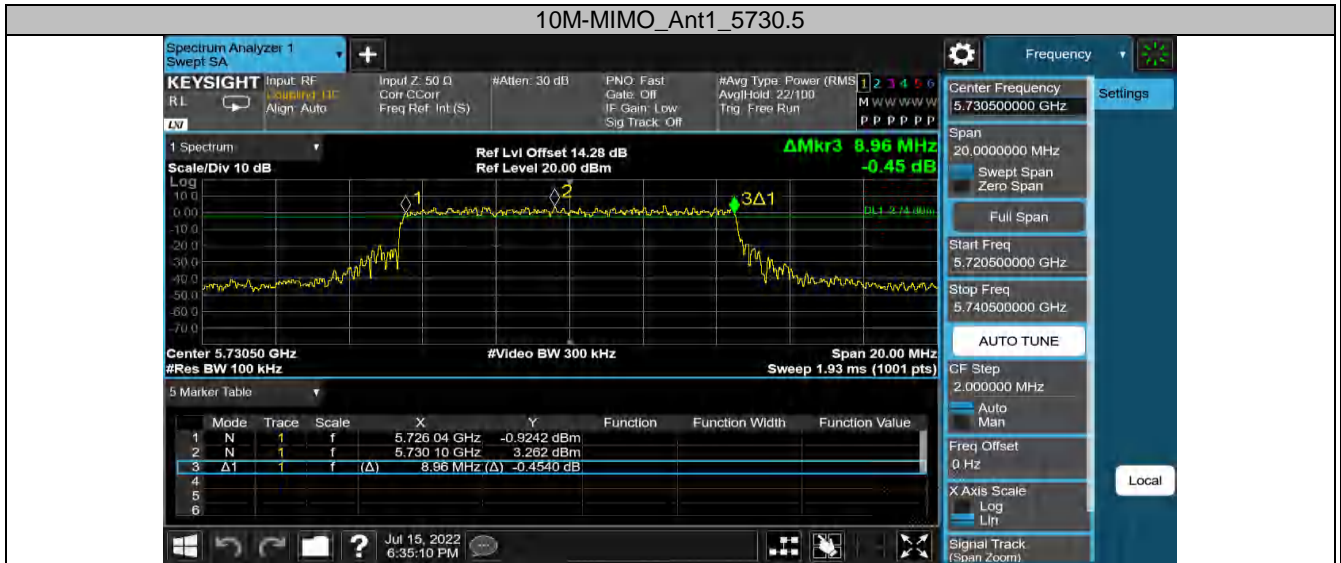 10M-MIMO_Ant1_5730.5
Spectrum Analyzer 1
Swept SA
Frequency
KEYSIGHT
RL
LXI
Input: RF
Align: Auto
Input Z: 50 Ω
Corr CCorr
Freq Ref: Int (S)
#Atten: 30 dB
PNO: Fast
Gate: Off
IF Gain: Low
Sig Track: Off
#Avg Type: Power (RMS
Avg|Hold: 22/100
Trig: Free Run
1 2 3 4 5 6
M W W W W W
P P P P P P
Center Frequency
5.730500000 GHz
Settings
Span
20.0000000 MHz
Swept Span
Zero Span
Full Span
Start Freq
5.720500000 GHz
Stop Freq
5.740500000 GHz
AUTO TUNE
CF Step
2.000000 MHz
Auto
Man
Freq Offset
0 Hz
X Axis Scale
Log
Lin
Signal Track
(Span Zoom)
Local
1 Spectrum
Scale/Div 10 dB
Ref Lvl Offset 14.28 dB
Ref Level 20.00 dBm
ΔMkr3 8.96 MHz
-0.45 dB
Log
10.0
0.00
-10.0
-20.0
-30.0
-40.0
-50.0
-60.0
-70.0
1
2
3Δ1
DL1 -2.74 dBm
Center 5.73050 GHz
#Video BW 300 kHz
Span 20.00 MHz
#Res BW 100 kHz
Sweep 1.93 ms (1001 pts)
5 Marker Table
Mode Trace Scale X Y Function Function Width Function Value
1 N 1 f 5.726 04 GHz -0.9242 dBm
2 N 1 f 5.730 10 GHz 3.262 dBm
3 Δ1 1 f (Δ) 8.96 MHz (Δ) -0.4540 dB
4
5
6
?
Jul 15, 2022
6:35:10 PM